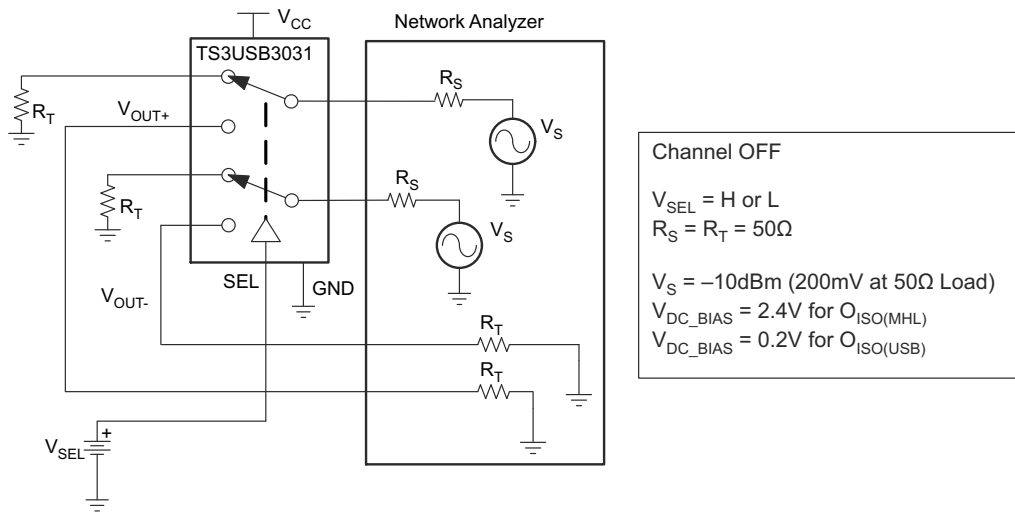 V_CC
Network Analyzer
TS3USB3031
R_S
R_T
V_OUT+
V_S
R_S
R_T
V_S
SEL
GND
V_OUT-
R_T
R_T
+
V_SEL
Channel OFF
V_SEL = H or L
R_S = R_T = 50Ω
V_S = –10dBm (200mV at 50Ω Load)
V_DC_BIAS = 2.4V for O_ISO(MHL)
V_DC_BIAS = 0.2V for O_ISO(USB)